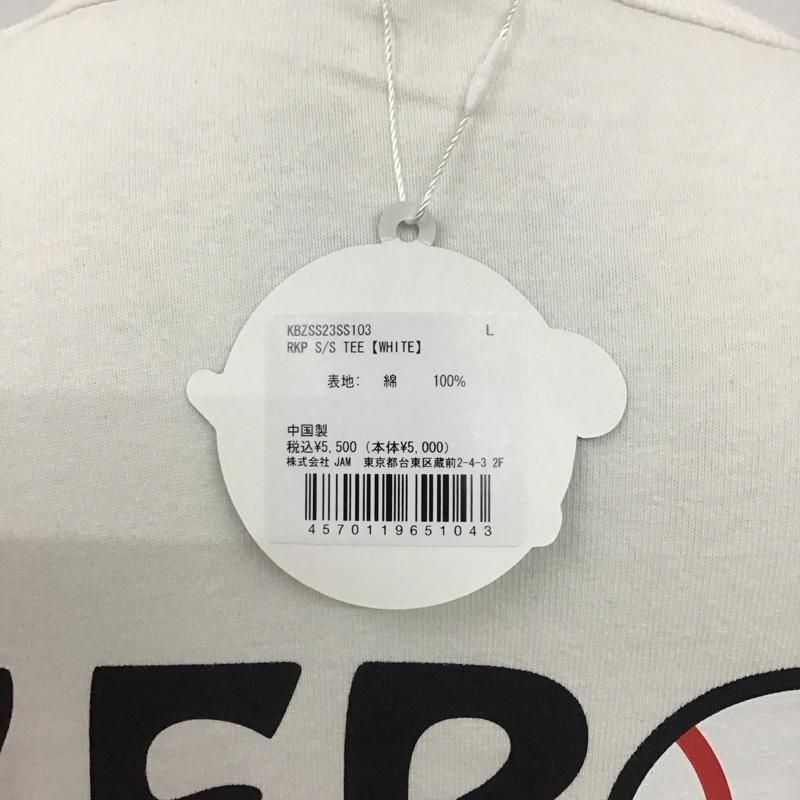 KBZSS23SS103 L
RKP S/S TEE【WHITE】
表地: 綿 100%
中国製
税込¥5,500 (本体¥5,000)
株式会社 JAM 東京都台東区蔵前2-4-3 2F
4570119651043
ER